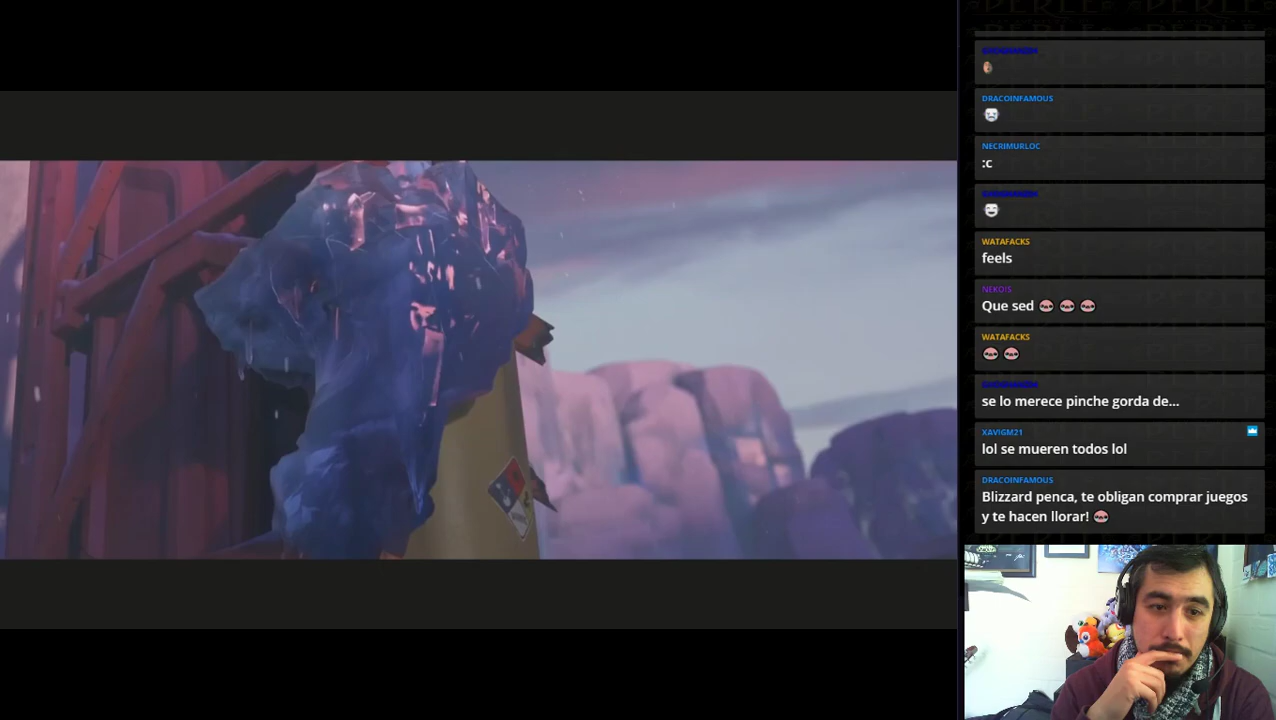 DRACOINFAMOUS
NECRIMURLOC
:c
WATAFACKS
feels
NEKO!S
Que sed
WATAFACKS
se lo merece pinche gorda de...
XAVIGM21
lol se mueren todos lol
DRACOINFAMOUS
Blizzard penca, te obligan comprar juegos
y te hacen llorar!